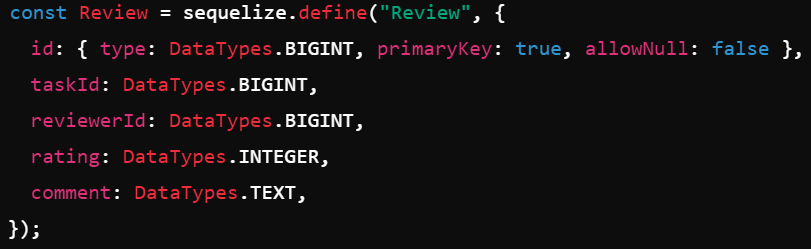 const Review = sequelize.define("Review", {
  id: { type: DataTypes.BIGINT, primaryKey: true, allowNull: false },
  taskId: DataTypes.BIGINT,
  reviewerId: DataTypes.BIGINT,
  rating: DataTypes.INTEGER,
  comment: DataTypes.TEXT,
});